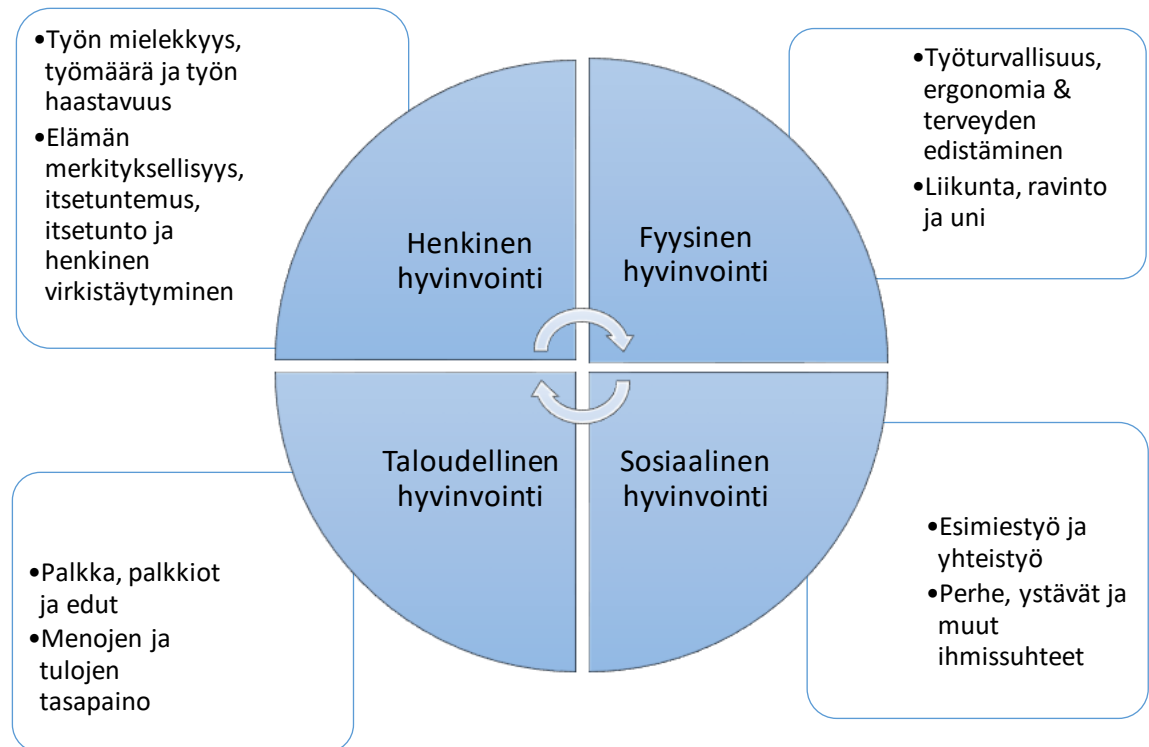 •Työn mielekkyys,
työmäärä ja työn
haastavuus
•Elämän
merkityksellisyys,
itsetuntemus,
itsetunto ja
henkinen
virkistäytyminen
•Työturvallisuus,
ergonomia &
terveyden
edistäminen
•Liikunta, ravinto
ja uni
Henkinen
hyvinvointi
Fyysinen
hyvinvointi
Taloudellinen
hyvinvointi
Sosiaalinen
hyvinvointi
•Palkka, palkkiot
ja edut
•Menojen ja
tulojen
tasapaino
•Esimiestyö ja
yhteistyö
•Perhe, ystävät ja
muut
ihmissuhteet